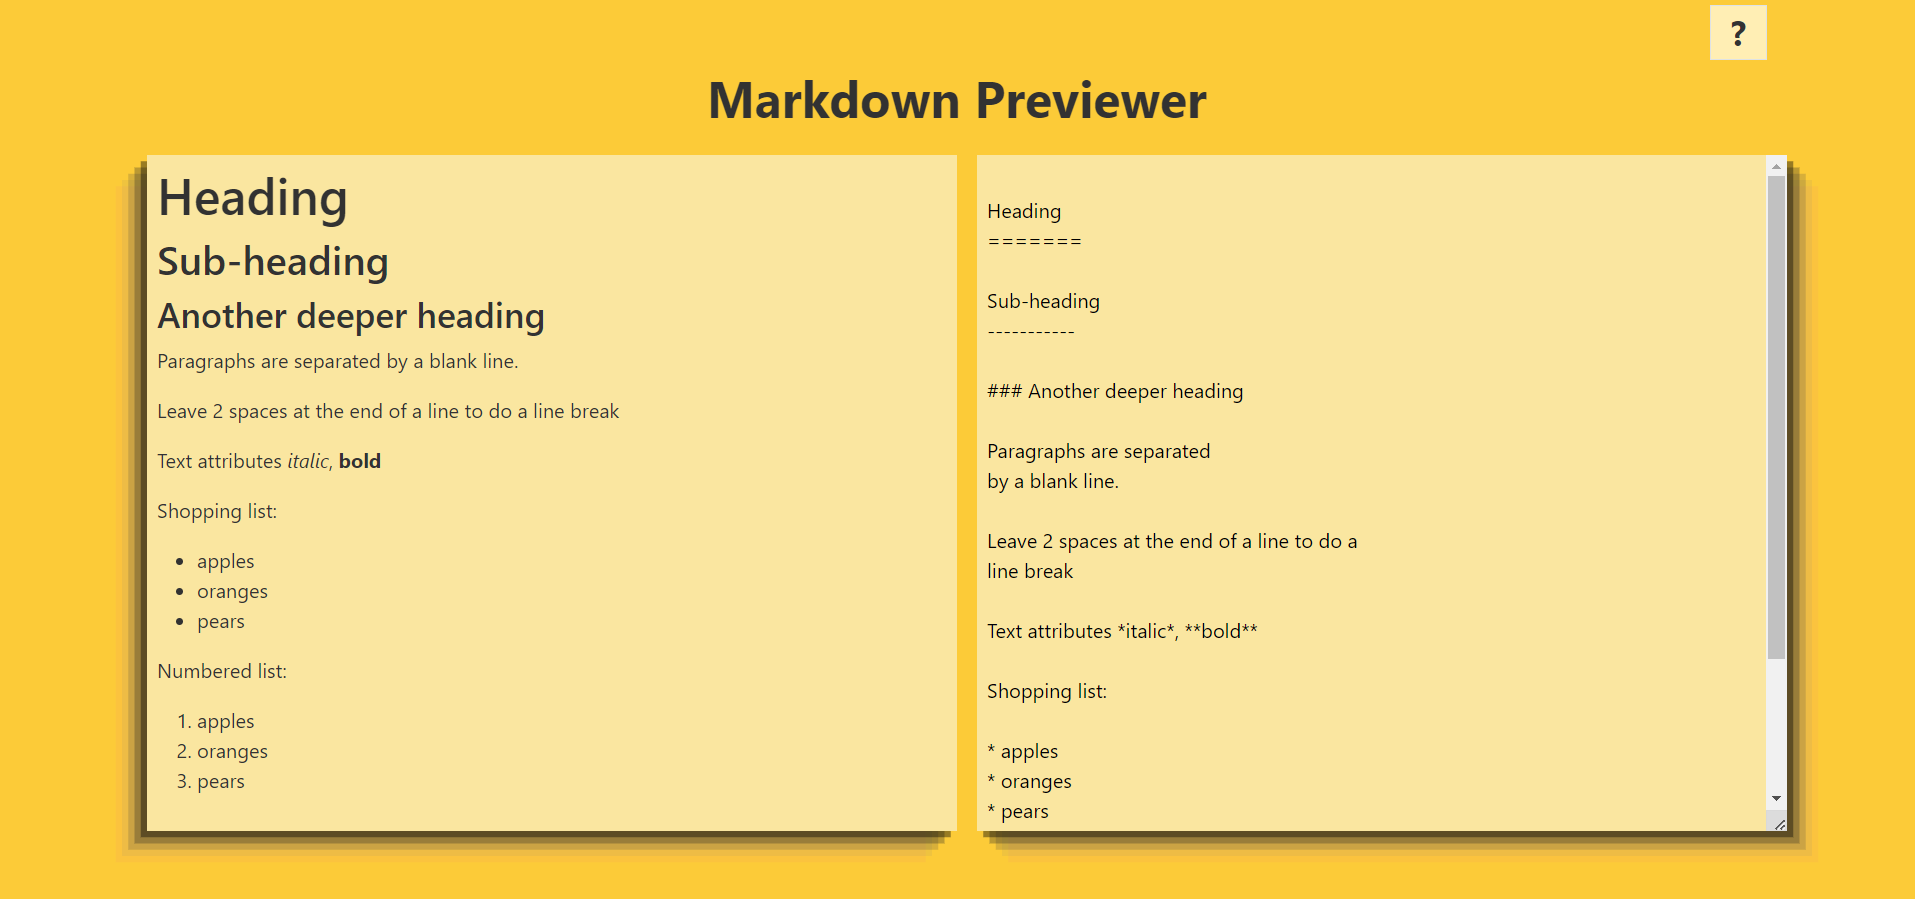 ?
Markdown Previewer
Heading
Sub-heading
Another deeper heading
Paragraphs are separated by a blank line.
Leave 2 spaces at the end of a line to do a line break
Text attributes italic, bold
Shopping list:
• apples
• oranges
• pears
Numbered list:
1. apples
2. oranges
3. pears
Heading
=======
Sub-heading
-----------
### Another deeper heading
Paragraphs are separated
by a blank line.
Leave 2 spaces at the end of a line to do a
line break
Text attributes *italic*, **bold**
Shopping list:
* apples
* oranges
* pears